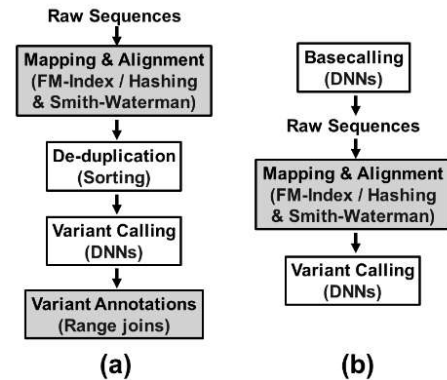 Raw Sequences
Mapping & Alignment
(FM-Index / Hashing
& Smith-Waterman)
De-duplication
(Sorting)
Variant Calling
(DNNs)
Variant Annotations
(Range joins)
(a)
Basecalling
(DNNs)
Raw Sequences
Mapping & Alignment
(FM-Index / Hashing
& Smith-Waterman)
Variant Calling
(DNNs)
(b)